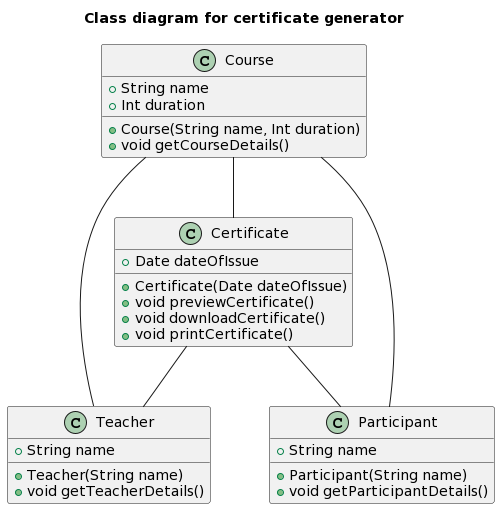 Class diagram for certificate generator
C Course
String name
Int duration
Course(String name, Int duration)
void getCourseDetails()
C Certificate
Date dateOfIssue
Certificate(Date dateOfIssue)
void previewCertificate()
void downloadCertificate()
void printCertificate()
C Teacher
String name
Teacher(String name)
void getTeacherDetails()
C Participant
String name
Participant(String name)
void getParticipantDetails()